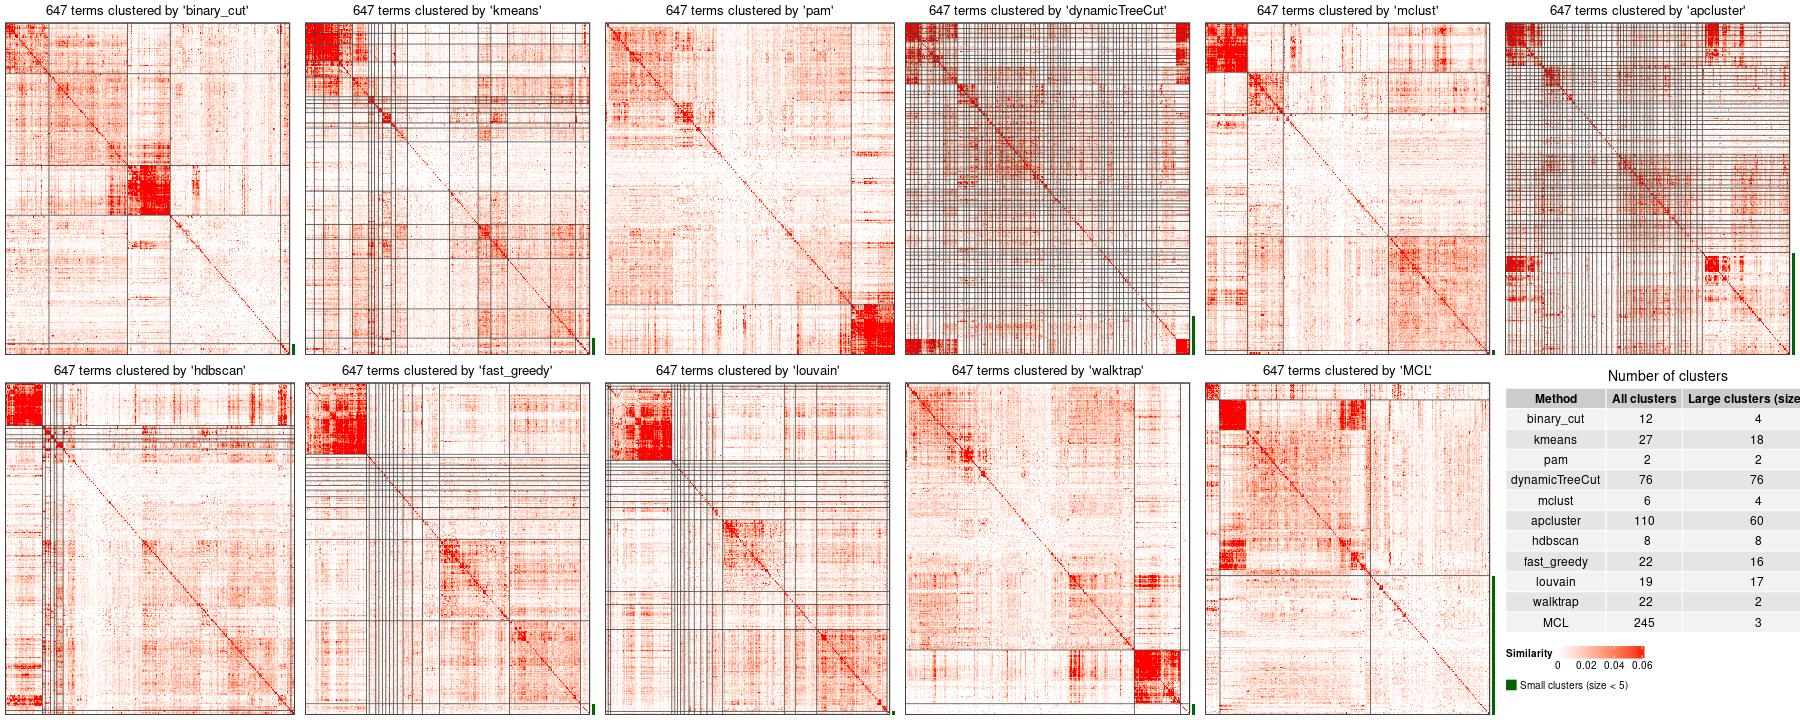 647 terms clustered by 'binary_cut'
647 terms clustered by 'kmeans'
647 terms clustered by 'pam'
647 terms clustered by 'dynamicTreeCut'
647 terms clustered by 'mclust'
647 terms clustered by 'apcluster'
647 terms clustered by 'hdbscan'
647 terms clustered by 'fast_greedy'
647 terms clustered by 'louvain'
647 terms clustered by 'walktrap'
647 terms clustered by 'MCL'
Number of clusters
Method All clusters Large clusters (size
binary_cut 12 4
kmeans 27 18
pam 2 2
dynamicTreeCut 76 76
mclust 6 4
apcluster 110 60
hdbscan 8 8
fast_greedy 22 16
louvain 19 17
walktrap 22 2
MCL 245 3
Similarity
0 0.02 0.04 0.06
Small clusters (size < 5)